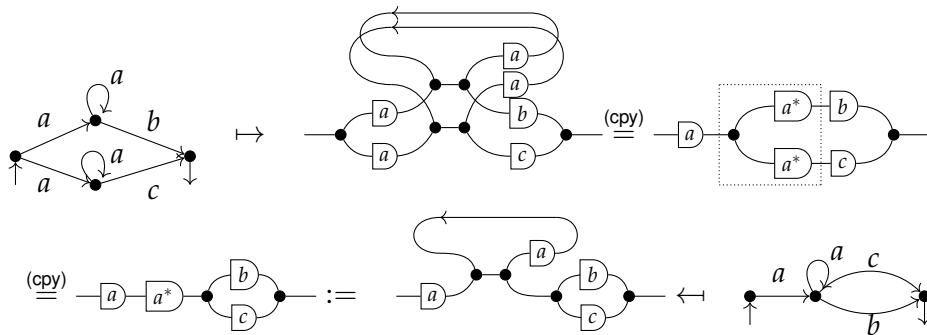 a a b a a c ↦ a a a a b c (cpy) = a a* a* b c
(cpy) = a a* b c := a a b c ↤ a a c b